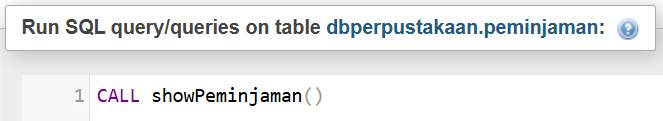 Run SQL query/queries on table dbperpustakaan.peminjaman:
1 CALL showPeminjaman()